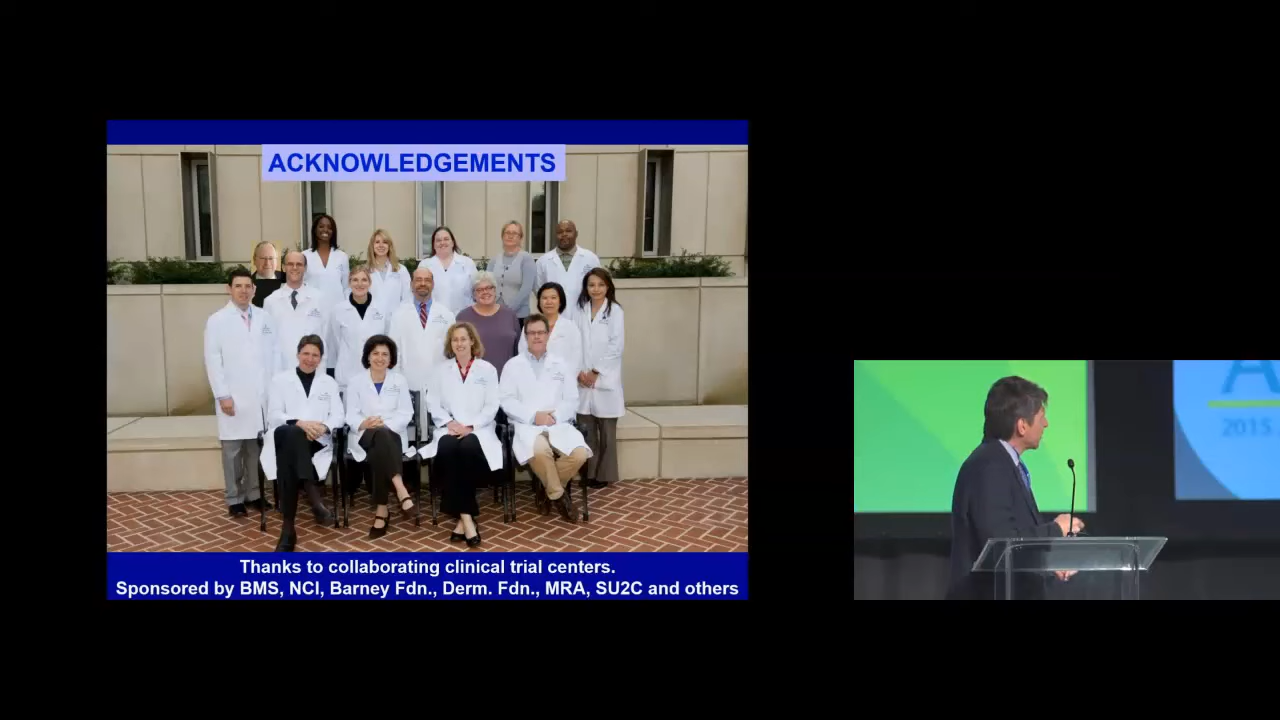 ACKNOWLEDGEMENTS
Thanks to collaborating clinical trial centers.
Sponsored by BMS, NCI, Barney Fdn., Derm. Fdn., MRA, SU2C and others
A
2015